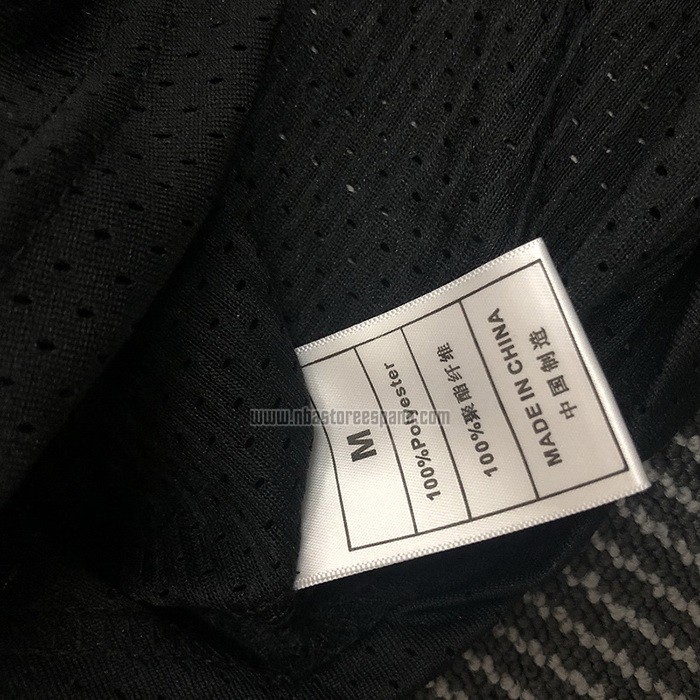 M
100%Polyester
100%聚酯纤维
MADE IN CHINA
中国制造
www.nbastoreespana.com